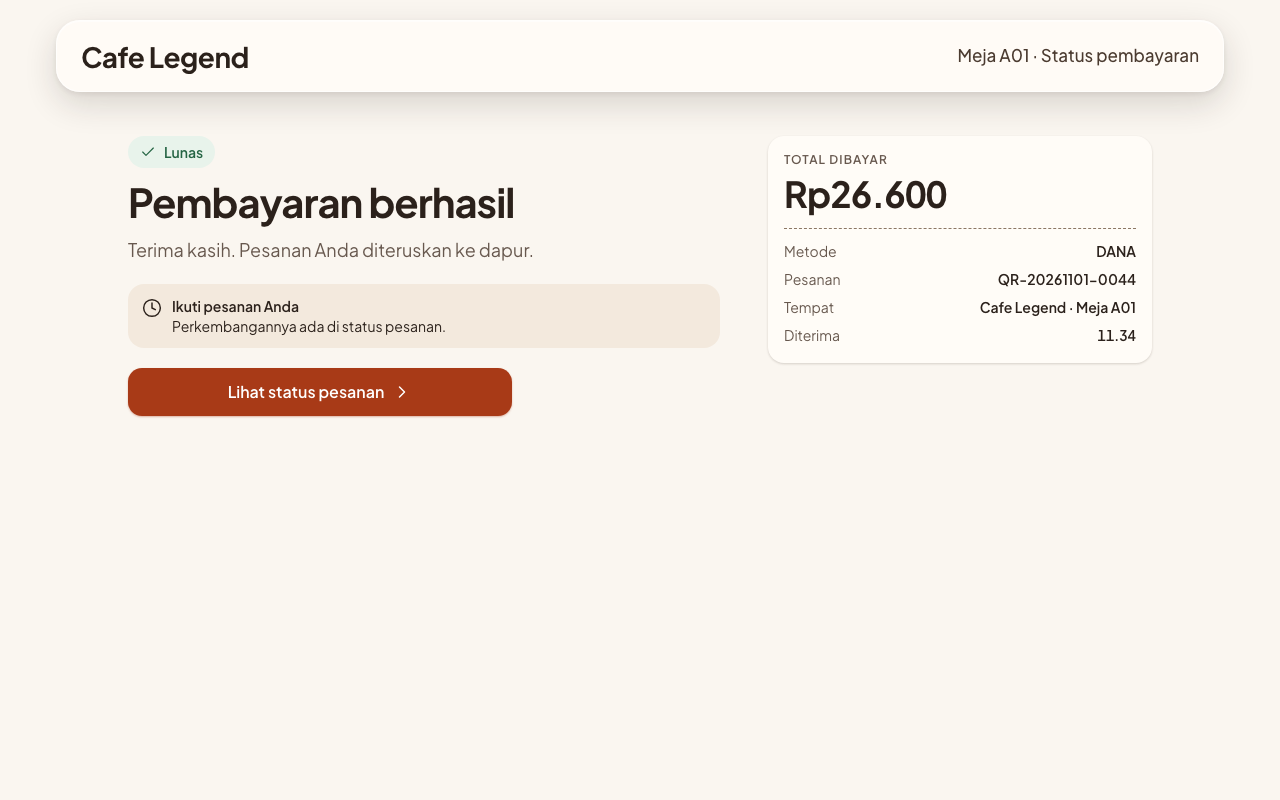 Cafe Legend
Meja A01 · Status pembayaran
Lunas
Pembayaran berhasil
Terima kasih. Pesanan Anda diteruskan ke dapur.
Ikuti pesanan Anda
Perkembangannya ada di status pesanan.
Lihat status pesanan
TOTAL DIBAYAR
Rp26.600
Metode DANA
Pesanan QR-20261101-0044
Tempat Cafe Legend · Meja A01
Diterima 11.34